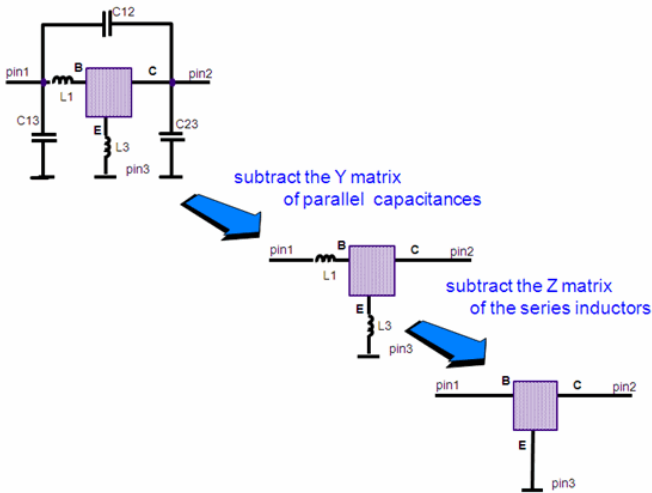 C12
pin1
B
C
pin2
L1
C13
E
C23
L3
pin3
subtract the Y matrix
of parallel capacitances
pin1
B
C
pin2
L1
E
L3
pin3
subtract the Z matrix
of the series inductors
pin1
B
C
pin2
E
pin3